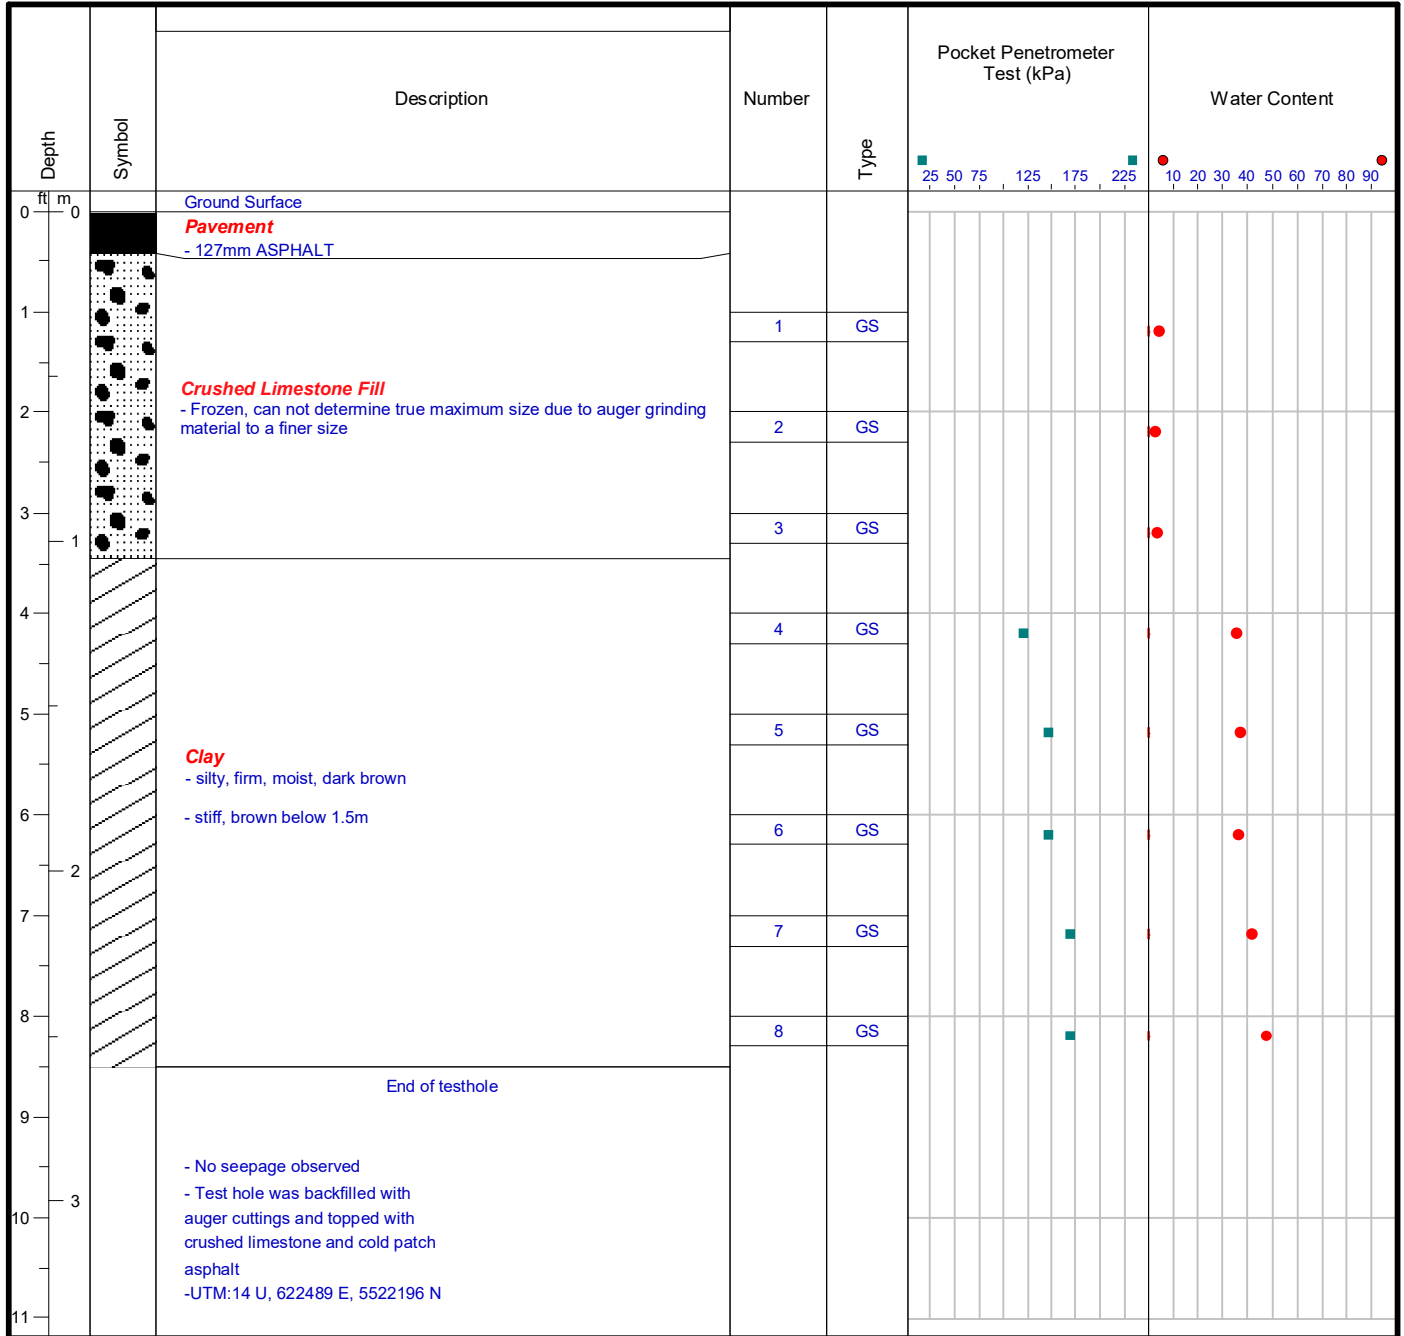 Depth
Symbol
Description
Number
Type
Pocket Penetrometer
Test (kPa)
Water Content
25 50 75 125 175 225
10 20 30 40 50 60 70 80 90
ft m
0 0
Ground Surface
Pavement
- 127mm ASPHALT
1
1 GS
Crushed Limestone Fill
- Frozen, can not determine true maximum size due to auger grinding
material to a finer size
2
2 GS
3
3 GS
1
4
4 GS
5
5 GS
Clay
- silty, firm, moist, dark brown
- stiff, brown below 1.5m
6
6 GS
2
7
7 GS
8
8 GS
End of testhole
9
- No seepage observed
- Test hole was backfilled with
3
auger cuttings and topped with
10
crushed limestone and cold patch
asphalt
-UTM:14 U, 622489 E, 5522196 N
11